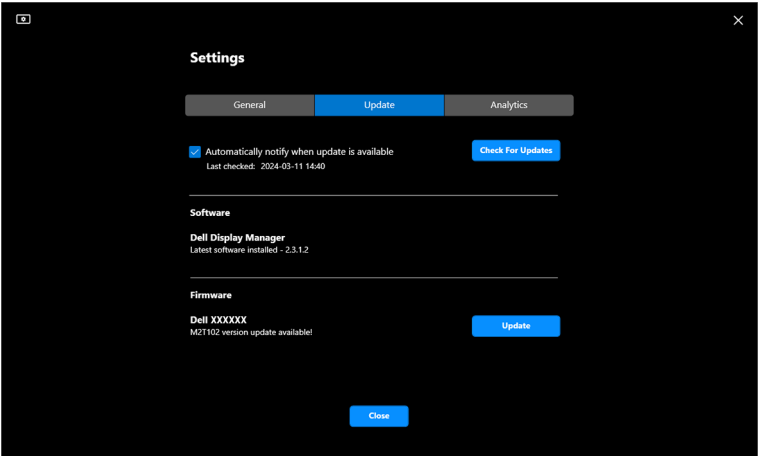 Settings
General Update Analytics
Automatically notify when update is available Check For Updates
Last checked: 2024-03-11 14:40
Software
Dell Display Manager
Latest software installed - 2.3.1.2
Firmware
Dell XXXXXX
M2T102 version update available! Update
Close